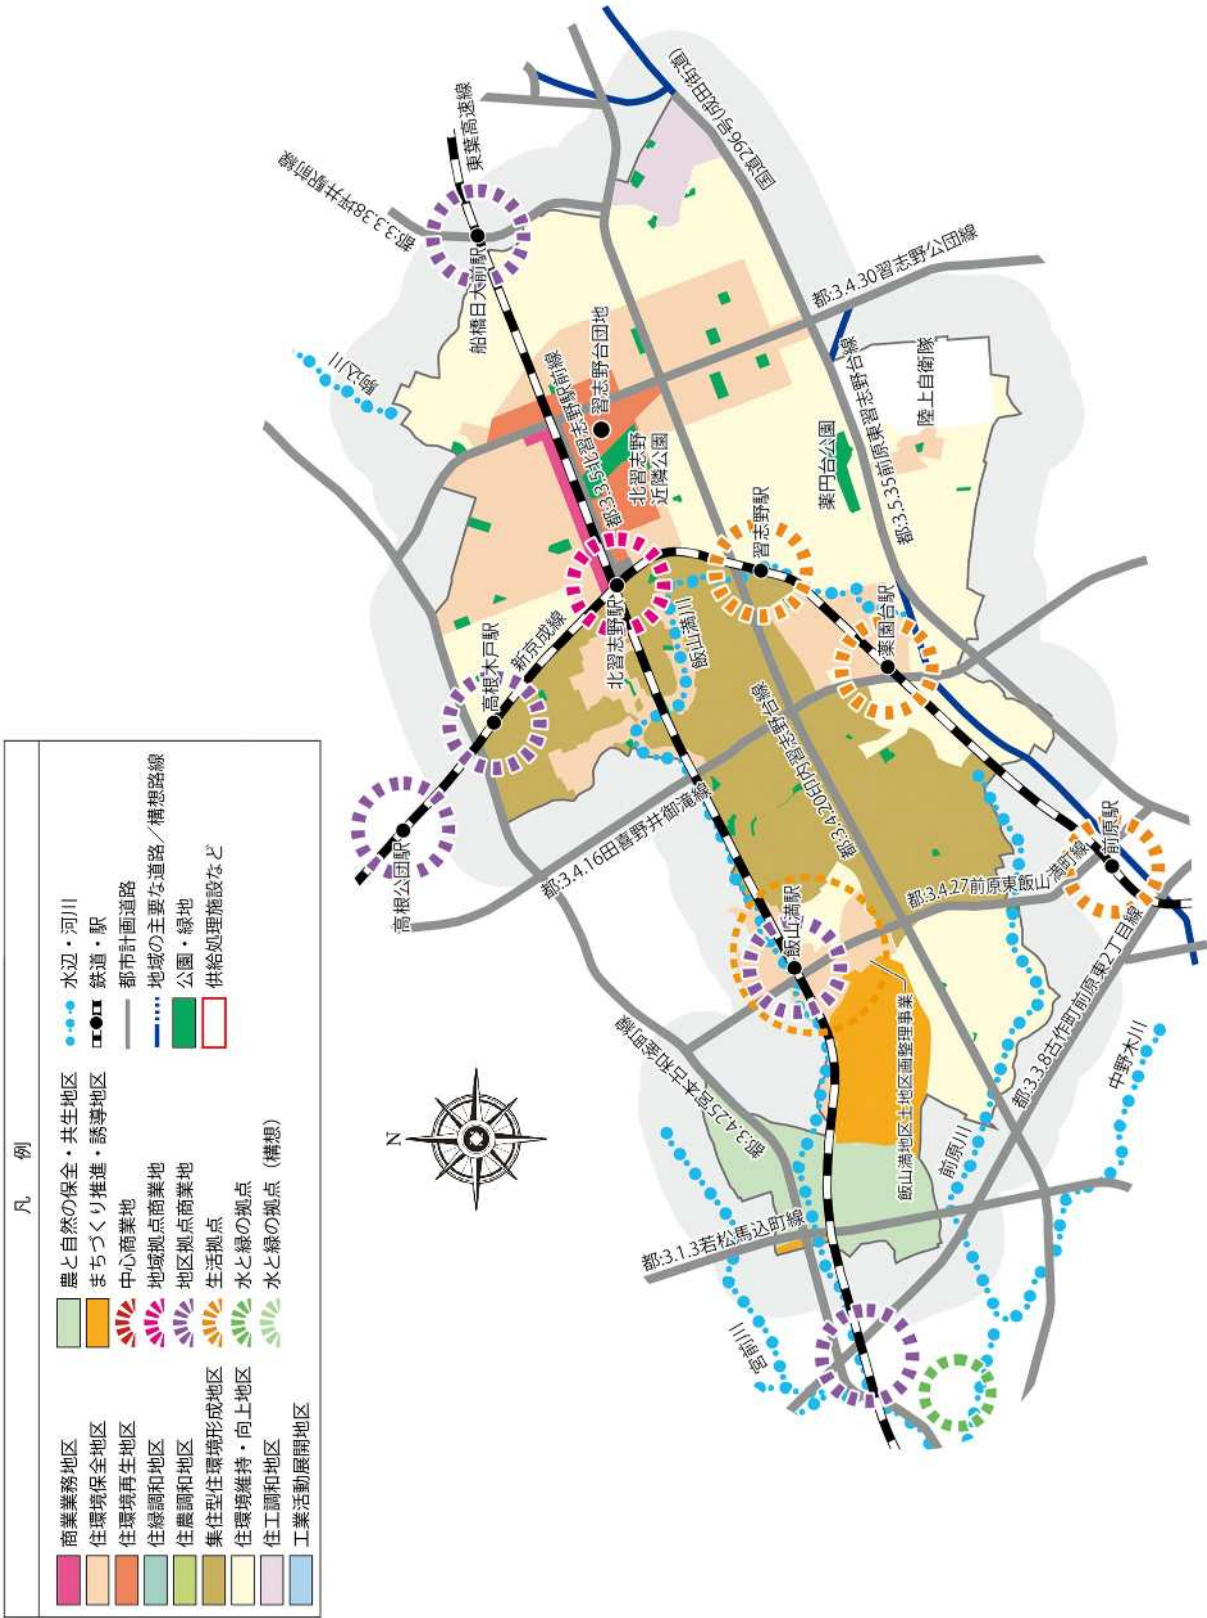 凡　例
商業業務地区
住環境保全地区
住環境再生地区
住緑調和地区
住農調和地区
集住型住環境形成地区
住環境維持・向上地区
住工調和地区
工業活動展開地区
農と自然の保全・共生地区
まちづくり推進・誘導地区
中心商業地
地域拠点商業地
地区拠点商業地
生活拠点
水と緑の拠点
水と緑の拠点（構想）
水辺・河川
鉄道・駅
都市計画道路
地域の主要な道路／構想路線
公園・緑地
供給処理施設など
N
都:3.3.38坪井駅前線
東葉高速線
船橋日大前駅
駒込川
国道296号(成田街道)
都:3.4.30習志野公団線
都:3.3.5北習志野駅前線
習志野台団地
北習志野
近隣公園
薬円台公園
陸上自衛隊
都:3.5.35前原東習志野台線
高根木戸駅
新京成線
北習志野駅
習志野駅
飯山満川
薬園台駅
高根公団駅
都:3.4.16田喜野井御滝線
都:3.4.20印内習志野台線
飯山満駅
都:3.4.27前原東飯山満町線
前原駅
都:3.4.25宮本古和釜町線
飯山満地区土地区画整理事業
都:3.3.8古作町前原東2丁目線
前原川
中野木川
都:3.1.3若松馬込町線
宮前川